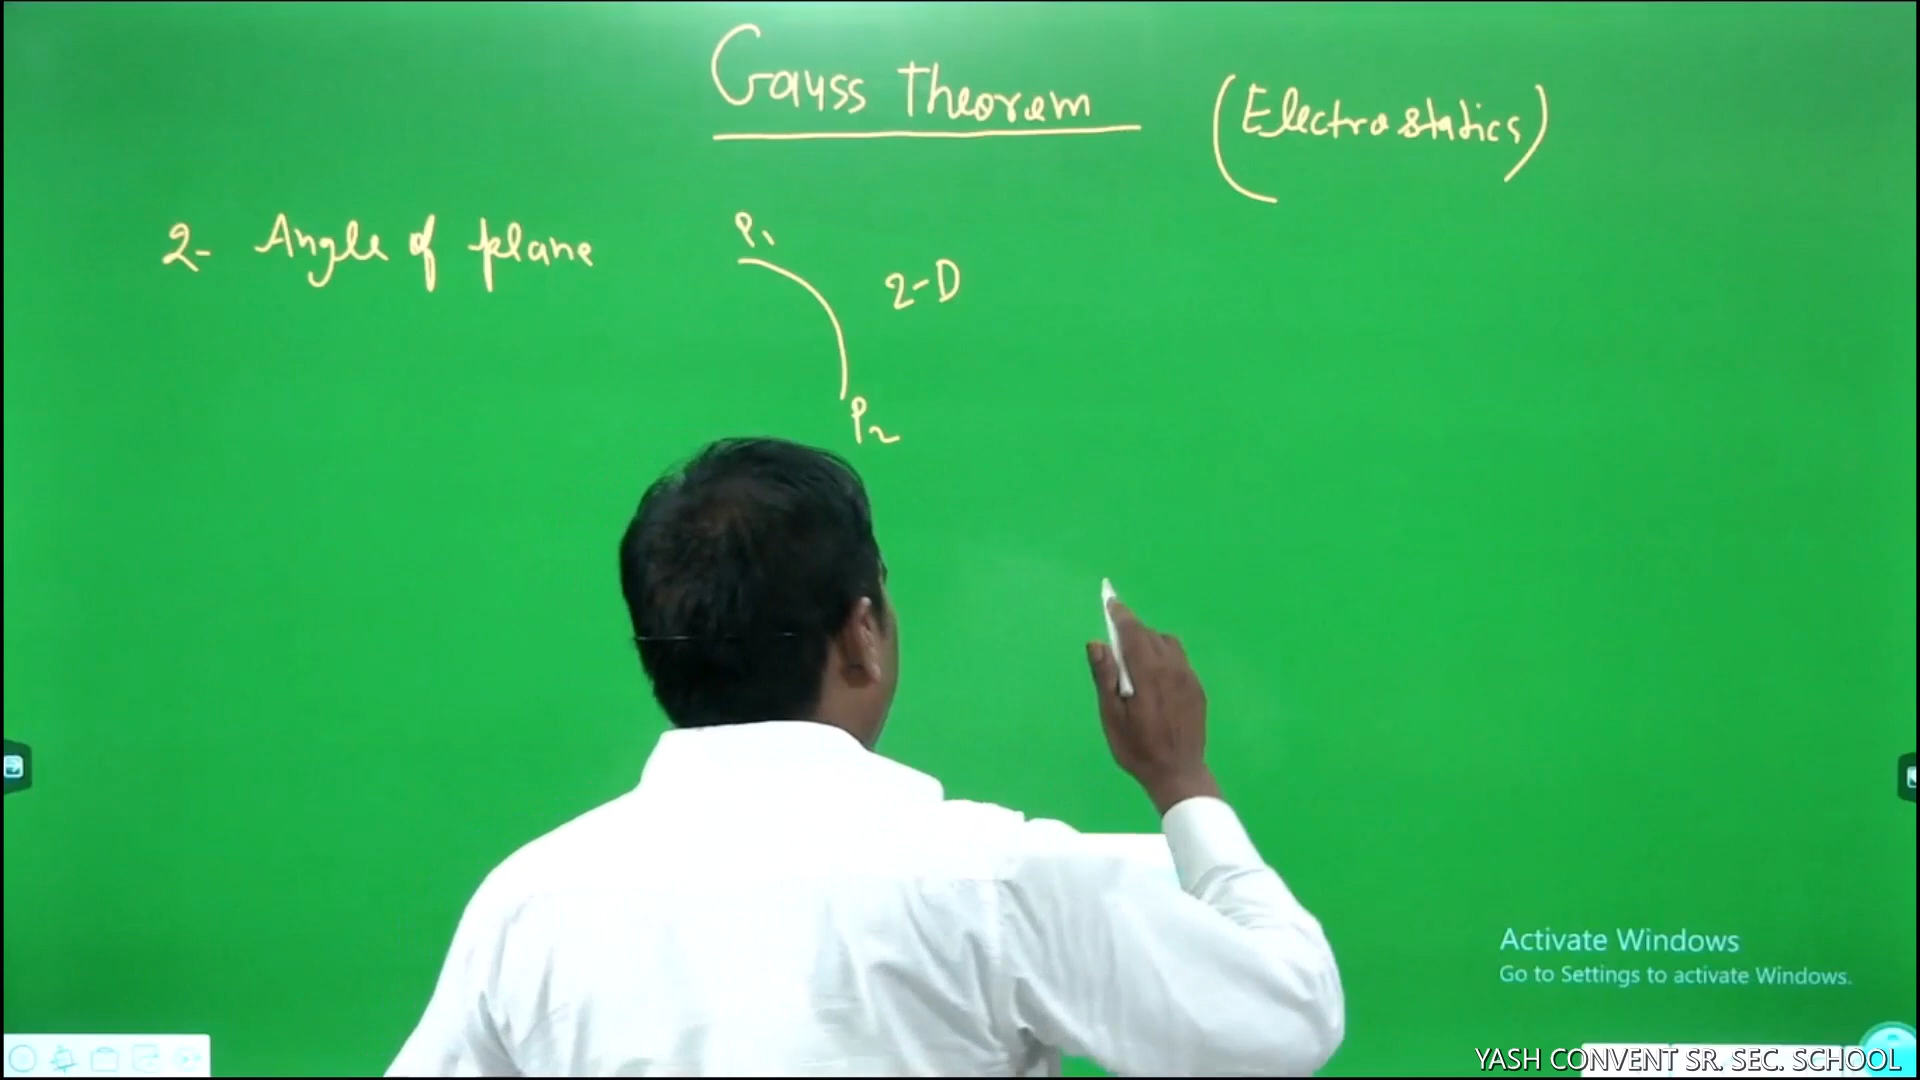 Gauss Theorem (Electrostatics)
2- Angle of plane
P1
2-D
P2
Activate Windows
Go to Settings to activate Windows.
YASH CONVENT SR. SEC. SCHOOL